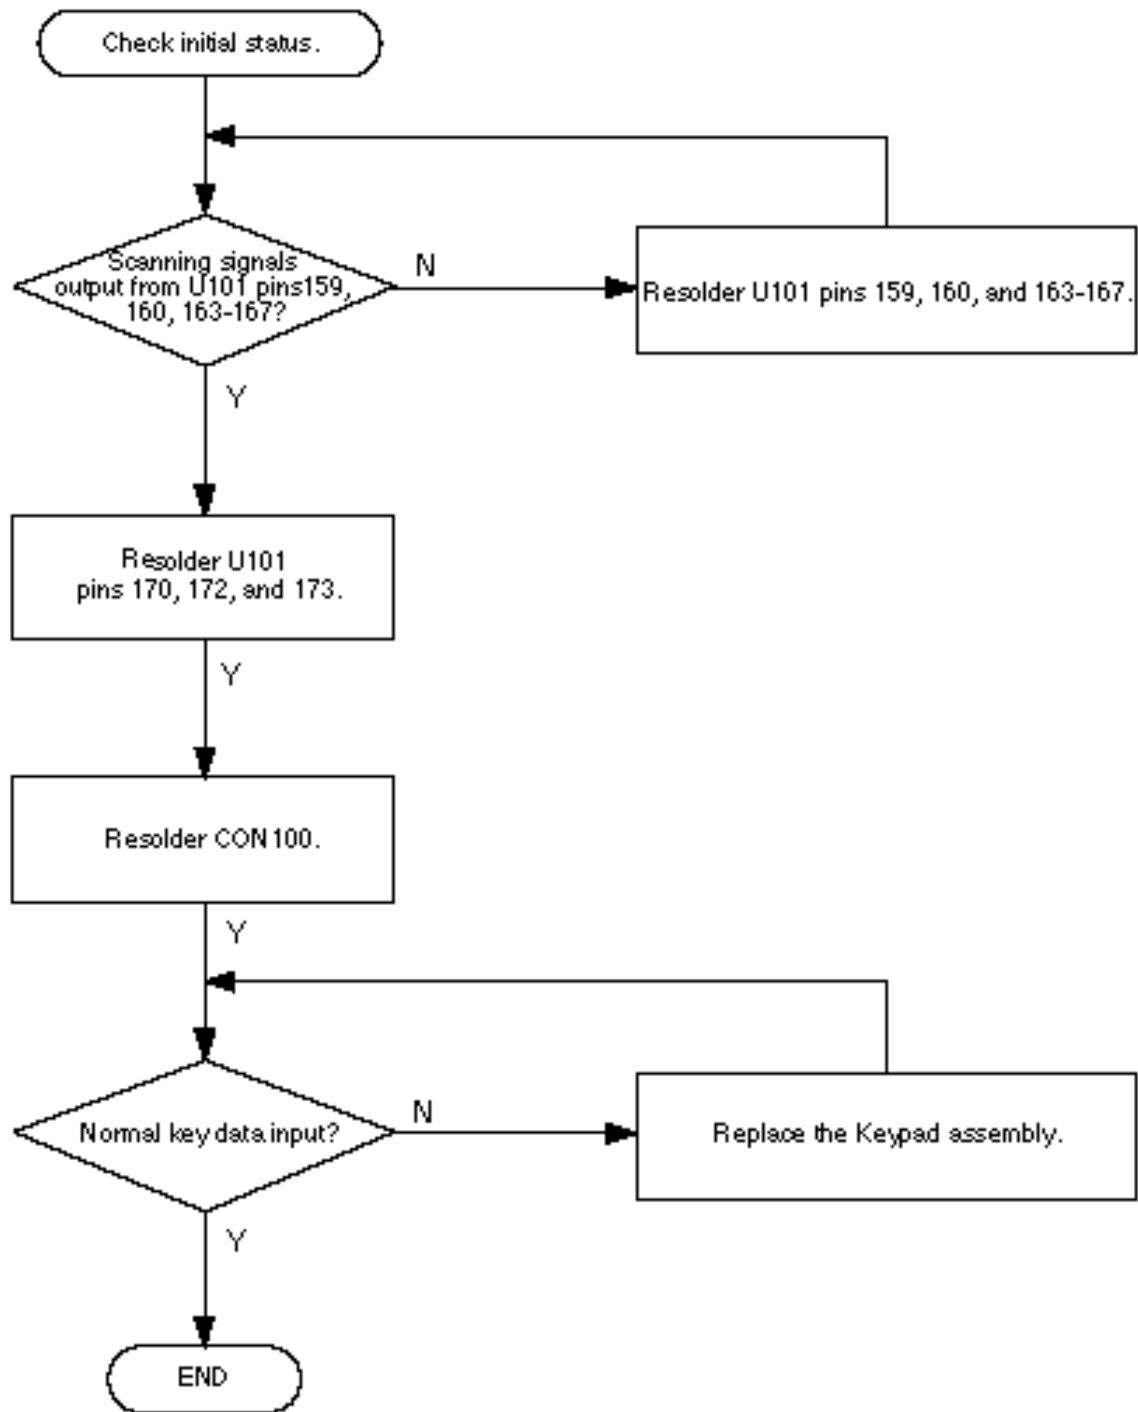 Check initial status.
Scanning signals
output from U101 pins159,
160, 163-167?
N
Resolder U101 pins 159, 160, and 163-167.
Y
Resolder U101
pins 170, 172, and 173.
Y
Resolder CON100.
Y
Normal key data input?
N
Replace the Keypad assembly.
Y
END